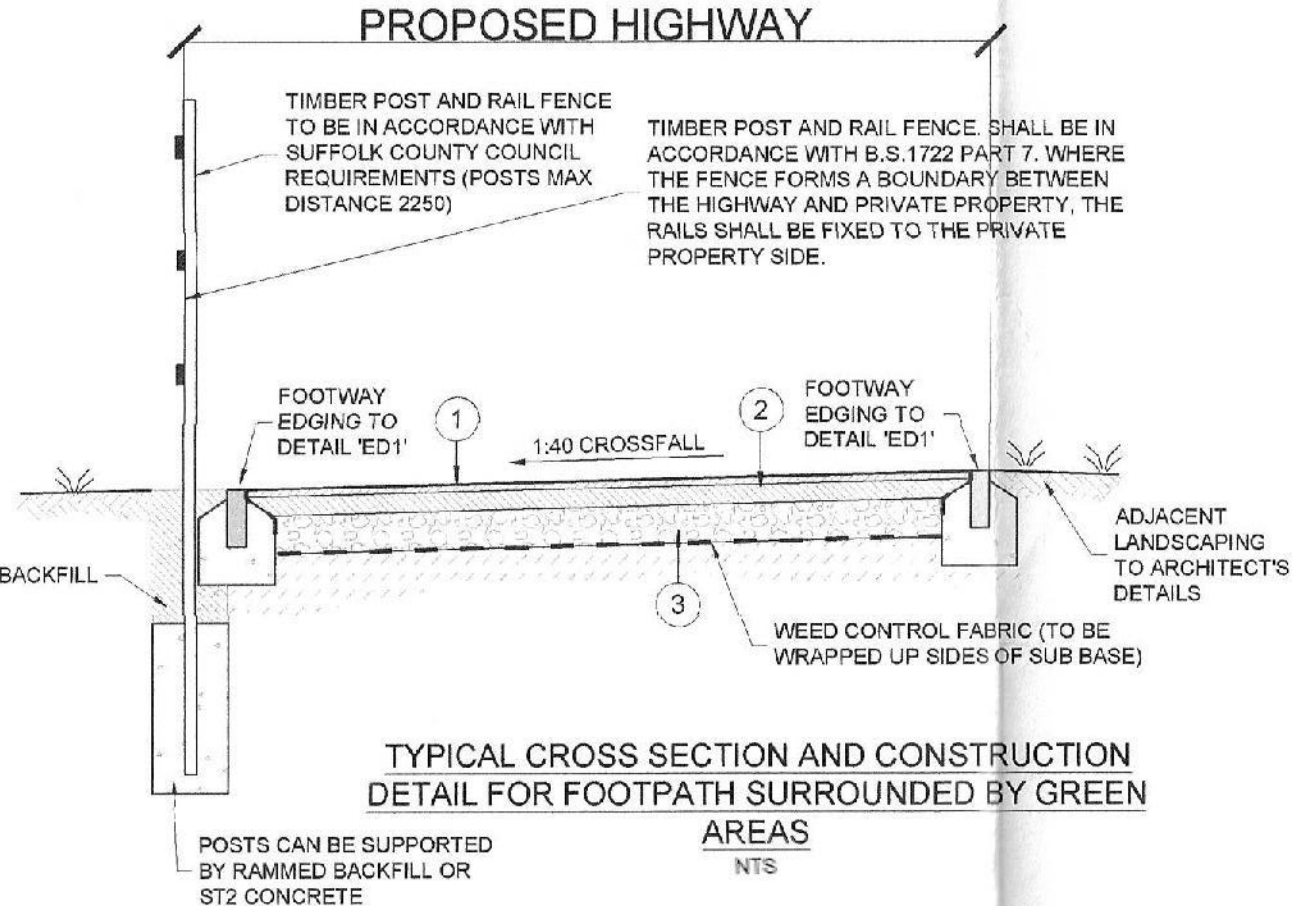 PROPOSED HIGHWAY
TIMBER POST AND RAIL FENCE
TO BE IN ACCORDANCE WITH
SUFFOLK COUNTY COUNCIL
REQUIREMENTS (POSTS MAX
DISTANCE 2250)
TIMBER POST AND RAIL FENCE. SHALL BE IN
ACCORDANCE WITH B.S.1722 PART 7. WHERE
THE FENCE FORMS A BOUNDARY BETWEEN
THE HIGHWAY AND PRIVATE PROPERTY, THE
RAILS SHALL BE FIXED TO THE PRIVATE
PROPERTY SIDE.
FOOTWAY
EDGING TO
DETAIL 'ED1'
1
1:40 CROSSFALL
2
FOOTWAY
EDGING TO
DETAIL 'ED1'
BACKFILL
3
ADJACENT
LANDSCAPING
TO ARCHITECT'S
DETAILS
WEED CONTROL FABRIC (TO BE
WRAPPED UP SIDES OF SUB BASE)
TYPICAL CROSS SECTION AND CONSTRUCTION
DETAIL FOR FOOTPATH SURROUNDED BY GREEN
AREAS
NTS
POSTS CAN BE SUPPORTED
BY RAMMED BACKFILL OR
ST2 CONCRETE